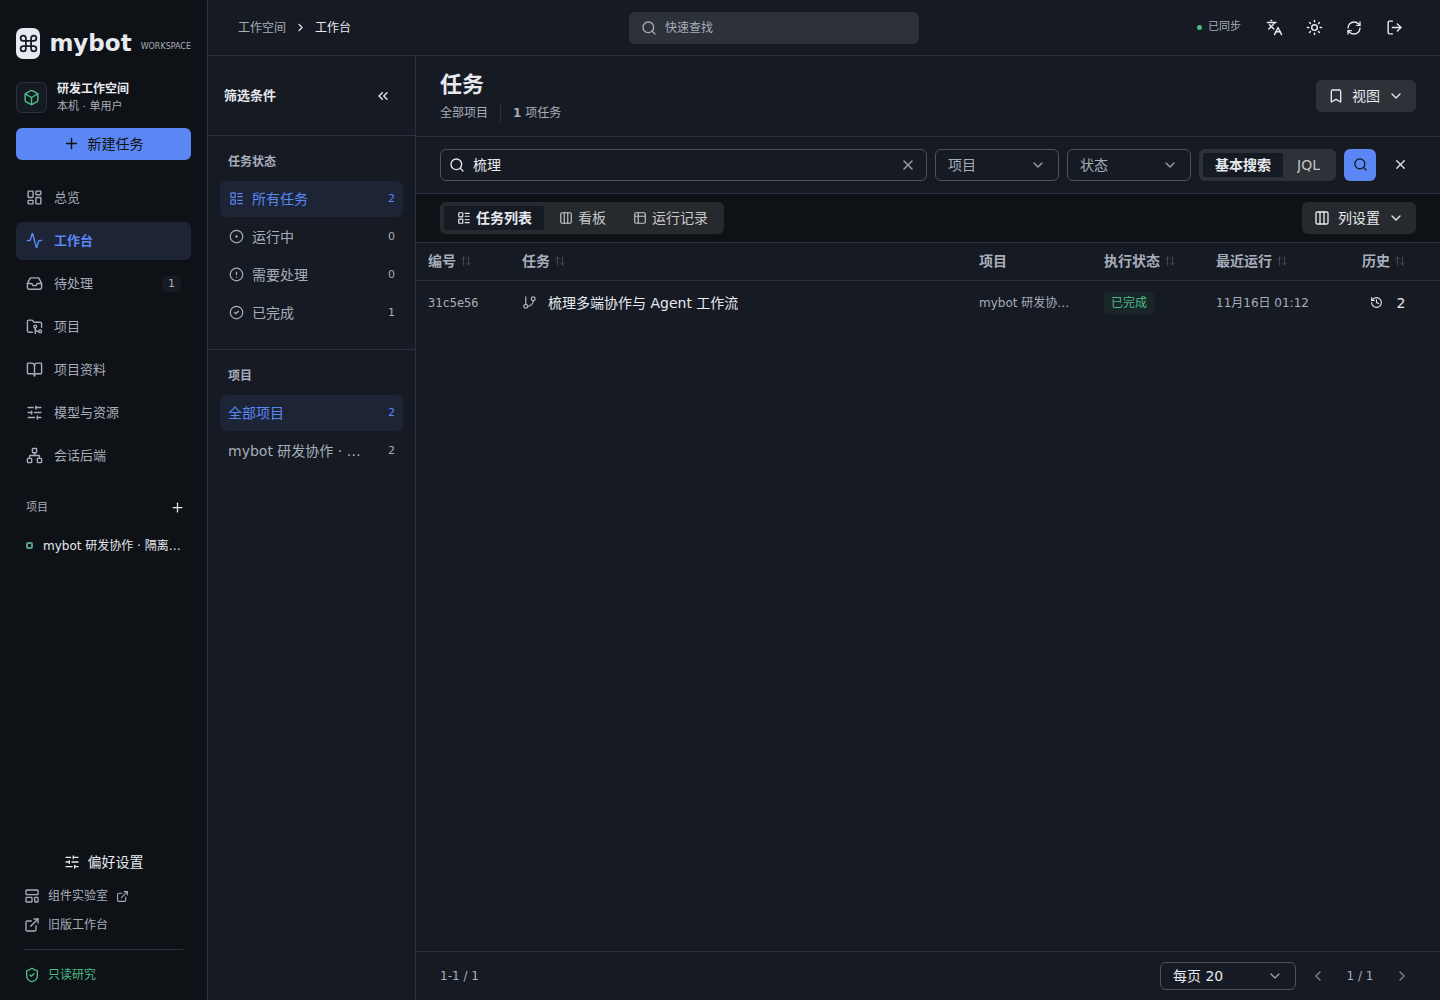 mybot WORKSPACE
研发工作空间
本机 · 单用户
新建任务
总览
工作台
待处理 1
项目
项目资料
模型与资源
会话后端
项目
mybot 研发协作 · 隔离…
偏好设置
组件实验室
旧版工作台
只读研究
工作空间 工作台
快速查找
已同步
筛选条件
任务状态
所有任务 2
运行中 0
需要处理 0
已完成 1
项目
全部项目 2
mybot 研发协作 · … 2
任务
全部项目 1 项任务
视图
梳理 项目 状态 基本搜索 JQL
任务列表 看板 运行记录 列设置
编号 任务 项目 执行状态 最近运行 历史
31c5e56 梳理多端协作与 Agent 工作流 mybot 研发协… 已完成 11月16日 01:12 2
1-1 / 1 每页 20 1 / 1